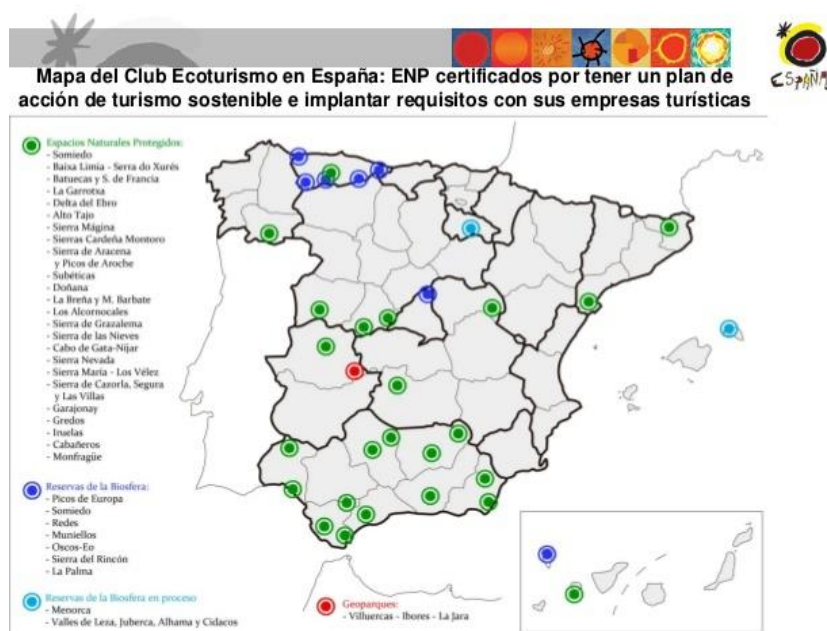 ESPAÑA
Mapa del Club Ecoturismo en España: ENP certificados por tener un plan de
acción de turismo sostenible e implantar requisitos con sus empresas turísticas
Espacios Naturales Protegidos:
- Somiedo
- Baixa Limia - Serra do Xurés
- Batuecas y S. de Francia
- La Garrotxa
- Delta del Ebro
- Alto Tajo
- Sierra Mágina
- Sierras Cardeña Montoro
- Sierra de Aracena
y Picos de Aroche
- Subéticas
- Doñana
- La Breña y M. Barbate
- Los Alcornocales
- Sierra de Grazalema
- Sierra de las Nieves
- Cabo de Gata-Níjar
- Sierra Nevada
- Sierra María - Los Vélez
- Sierra de Cazorla, Segura
y Las Villas
- Garajonay
- Gredos
- Iruelas
- Cabañeros
- Monfragüe
Reservas de la Biosfera:
- Picos de Europa
- Somiedo
- Redes
- Muniellos
- Oscos-Eo
- Sierra del Rincón
- La Palma
Reservas de la Biosfera en proceso
- Menorca
- Valles de Leza, Jubera, Alhama y Cidacos
Geoparques:
- Villuercas - Ibores - La Jara